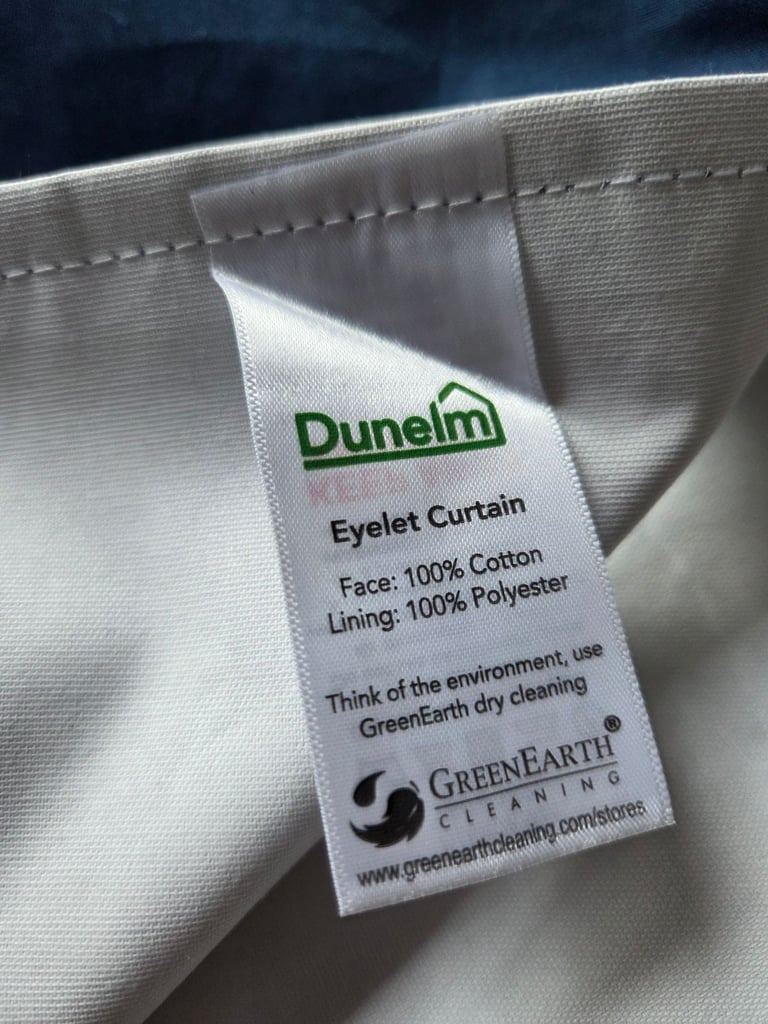 Dunelm
Eyelet Curtain
Face: 100% Cotton
Lining: 100% Polyester
Think of the environment, use
GreenEarth dry cleaning
GREENEARTH®
CLEANING
www.greenearthcleaning.com/stores